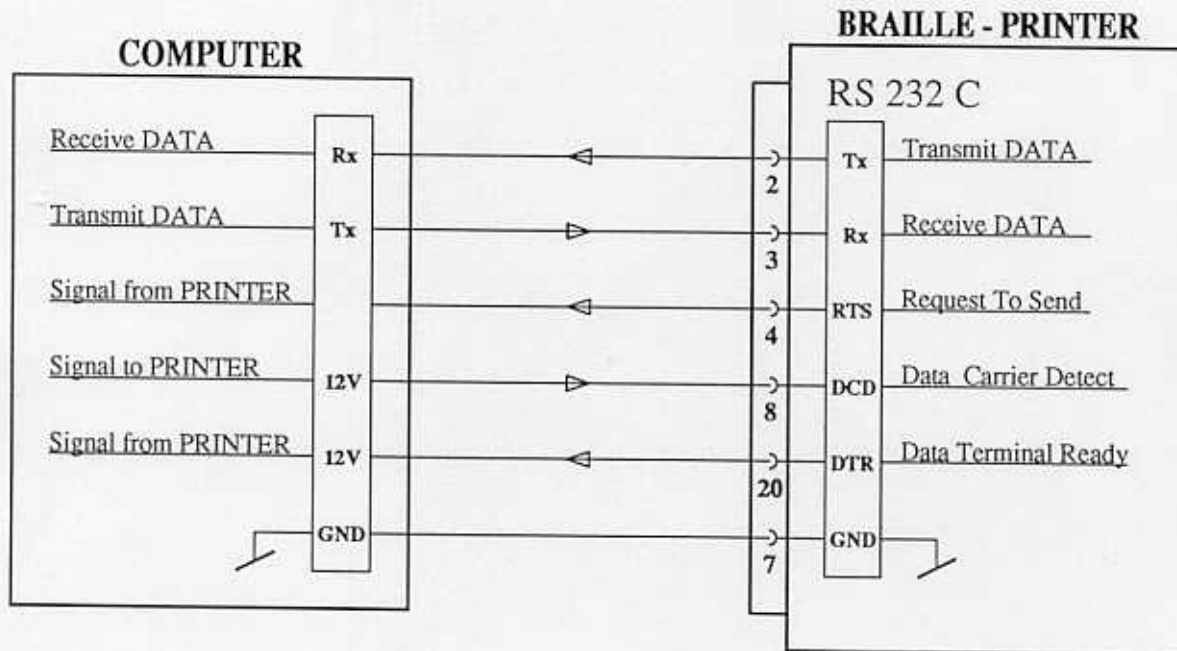 BRAILLE - PRINTER
COMPUTER
RS 232 C
Receive DATA Rx 2 Tx Transmit DATA
Transmit DATA Tx 3 Rx Receive DATA
Signal from PRINTER 4 RTS Request To Send
Signal to PRINTER 12V 8 DCD Data Carrier Detect
Signal from PRINTER 12V 20 DTR Data Terminal Ready
GND 7 GND